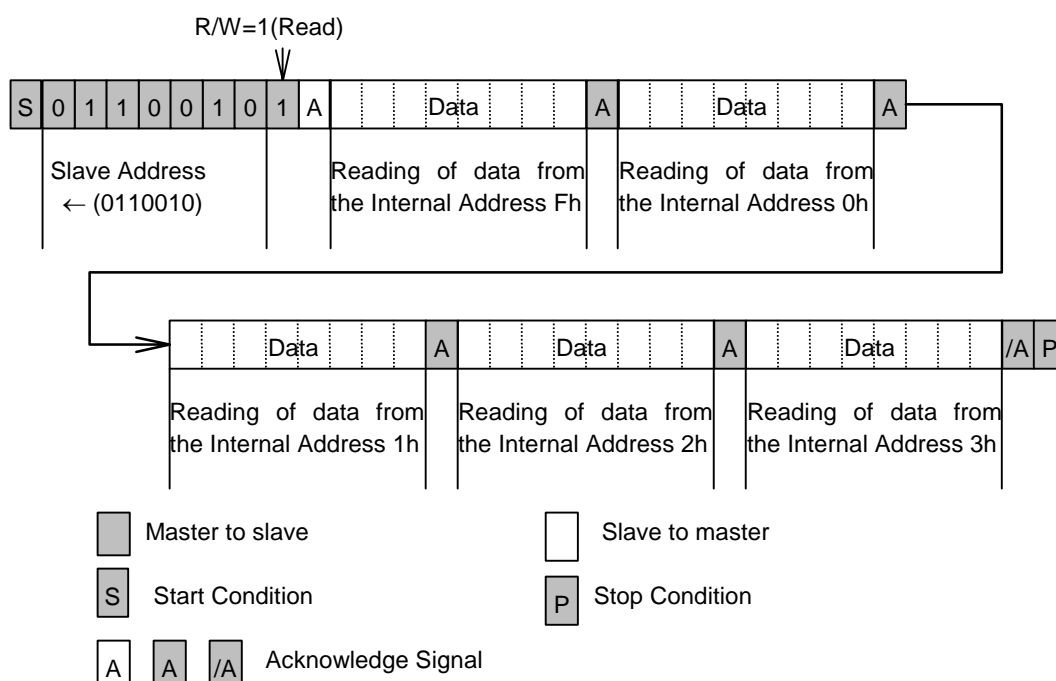 R/W=1(Read)
S 0 1 1 0 0 1 0 1 A Data A Data A
Slave Address
← (0110010)
Reading of data from
the Internal Address Fh
Reading of data from
the Internal Address 0h
Data A Data A Data /A P
Reading of data from
the Internal Address 1h
Reading of data from
the Internal Address 2h
Reading of data from
the Internal Address 3h
Master to slave
Slave to master
S Start Condition
P Stop Condition
A A /A Acknowledge Signal